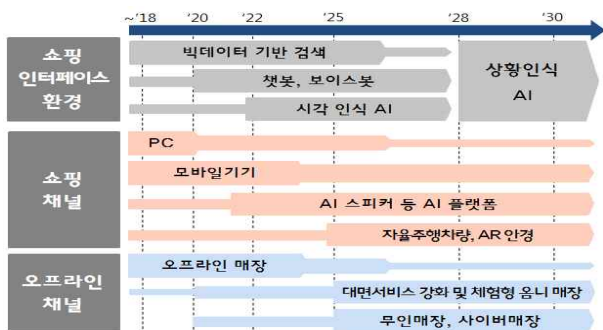 ~'18 '20 '22 '25 '28 '30
쇼핑
인터페이스
환경
빅데이터 기반 검색
챗봇, 보이스봇
시각 인식 AI
상황인식
AI
쇼핑
채널
PC
모바일기기
AI 스피커 등 AI 플랫폼
자율주행차량, AR 안경
오프라인
채널
오프라인 매장
대면서비스 강화 및 체험형 옴니 매장
무인매장, 사이버매장